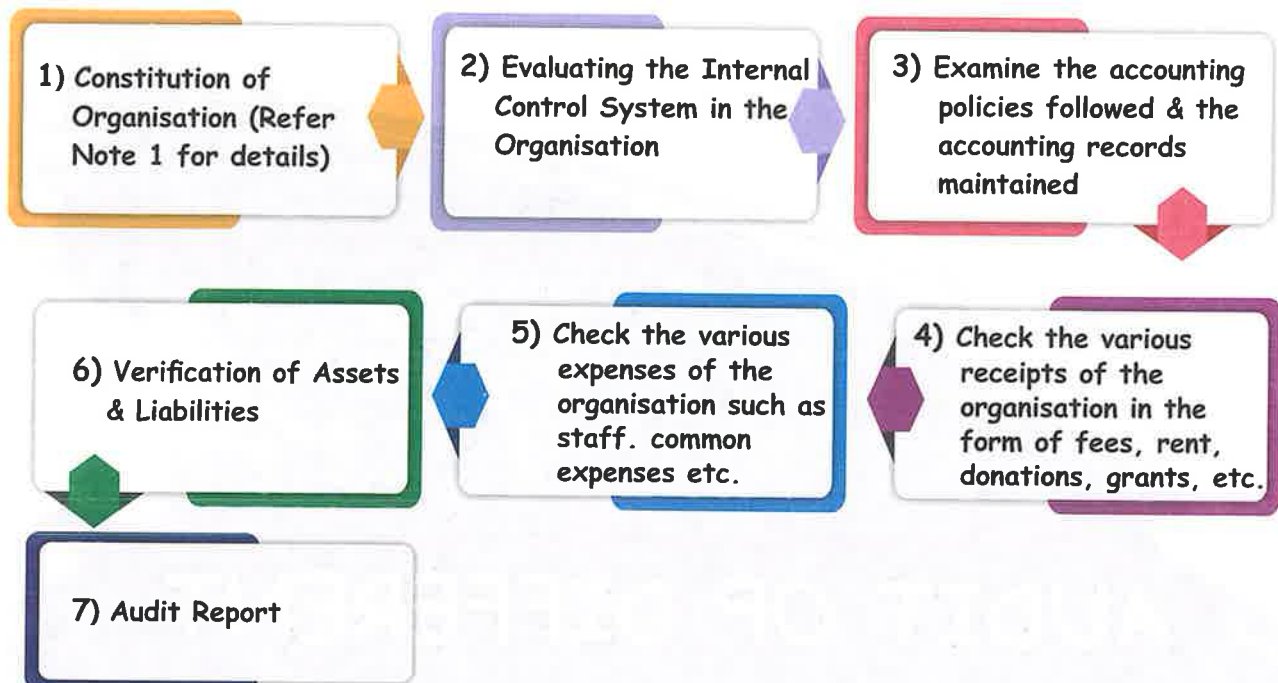 1) Constitution of
Organisation (Refer
Note 1 for details)
2) Evaluating the Internal
Control System in the
Organisation
3) Examine the accounting
policies followed & the
accounting records
maintained
4) Check the various
receipts of the
organisation in the
form of fees, rent,
donations, grants, etc.
5) Check the various
expenses of the
organisation such as
staff. common
expenses etc.
6) Verification of Assets
& Liabilities
7) Audit Report